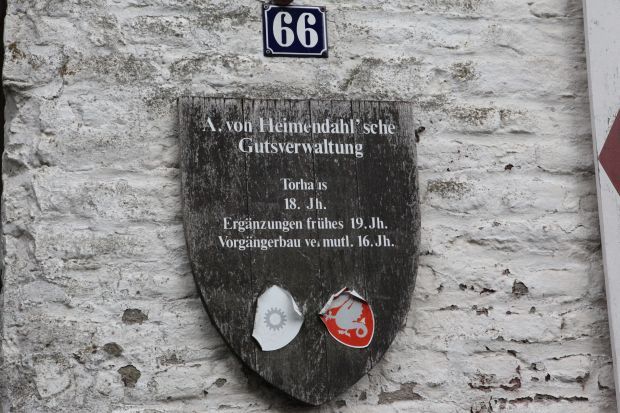 66
A. von Heimendahl'sche
Gutsverwaltung
Torhaus
18. Jh.
Ergänzungen frühes 19. Jh.
Vorgängerbau vermutl. 16. Jh.